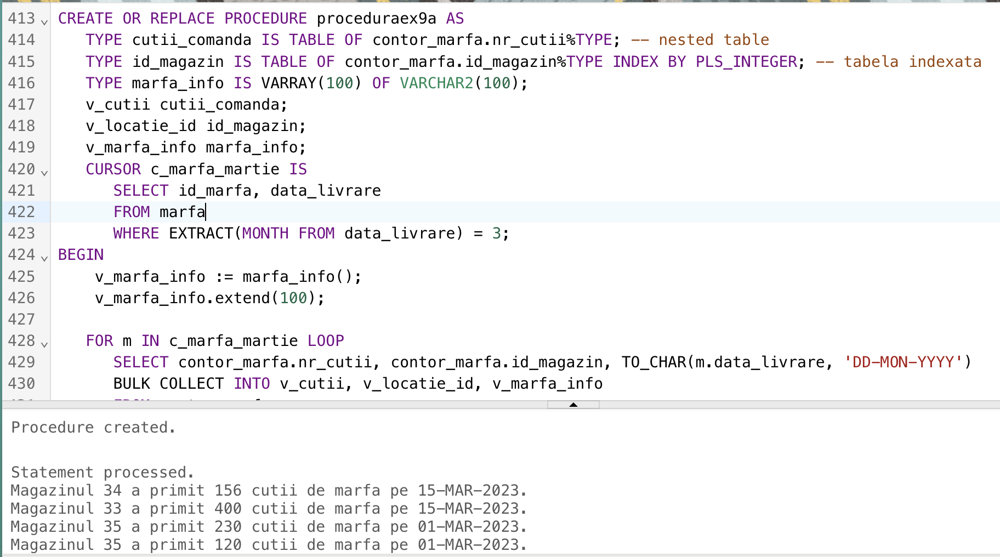 413 CREATE OR REPLACE PROCEDURE proceduraex9a AS
414 TYPE cutii_comanda IS TABLE OF contor_marfa.nr_cutii%TYPE; -- nested table
415 TYPE id_magazin IS TABLE OF contor_marfa.id_magazin%TYPE INDEX BY PLS_INTEGER; -- tabela indexata
416 TYPE marfa_info IS VARRAY(100) OF VARCHAR2(100);
417 v_cutii cutii_comanda;
418 v_locatie_id id_magazin;
419 v_marfa_info marfa_info;
420 CURSOR c_marfa_martie IS
421 SELECT id_marfa, data_livrare
422 FROM marfa
423 WHERE EXTRACT(MONTH FROM data_livrare) = 3;
424 BEGIN
425 v_marfa_info := marfa_info();
426 v_marfa_info.extend(100);
427
428 FOR m IN c_marfa_martie LOOP
429 SELECT contor_marfa.nr_cutii, contor_marfa.id_magazin, TO_CHAR(m.data_livrare, 'DD-MON-YYYY')
430 BULK COLLECT INTO v_cutii, v_locatie_id, v_marfa_info
Procedure created.
Statement processed.
Magazinul 34 a primit 156 cutii de marfa pe 15-MAR-2023.
Magazinul 33 a primit 400 cutii de marfa pe 15-MAR-2023.
Magazinul 35 a primit 230 cutii de marfa pe 01-MAR-2023.
Magazinul 35 a primit 120 cutii de marfa pe 01-MAR-2023.